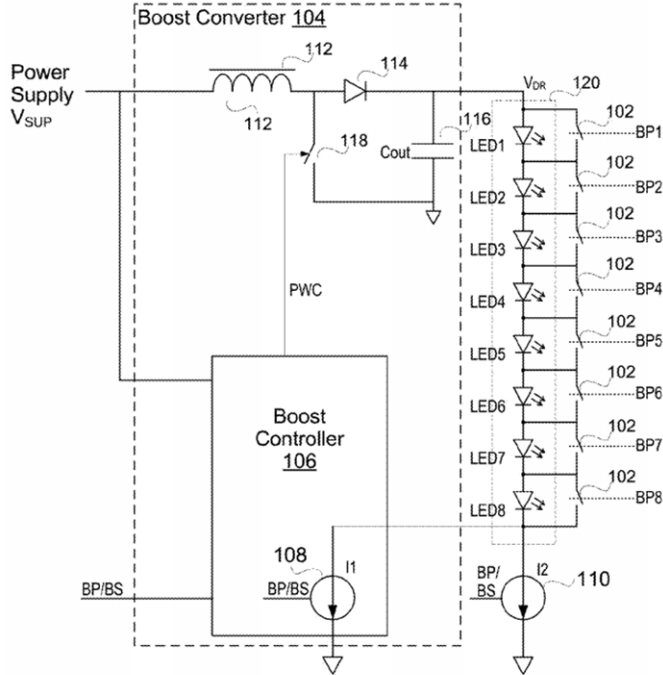 Boost Converter 104
112
114
Power
Supply
VSUP
112
118
116
Cout
VDR
120
102
LED1
BP1
102
LED2
BP2
102
LED3
BP3
102
LED4
BP4
102
LED5
BP5
102
LED6
BP6
102
LED7
BP7
102
LED8
BP8
PWC
Boost
Controller
106
108
I1
BP/BS
BP/BS
BP/
BS
I2
110